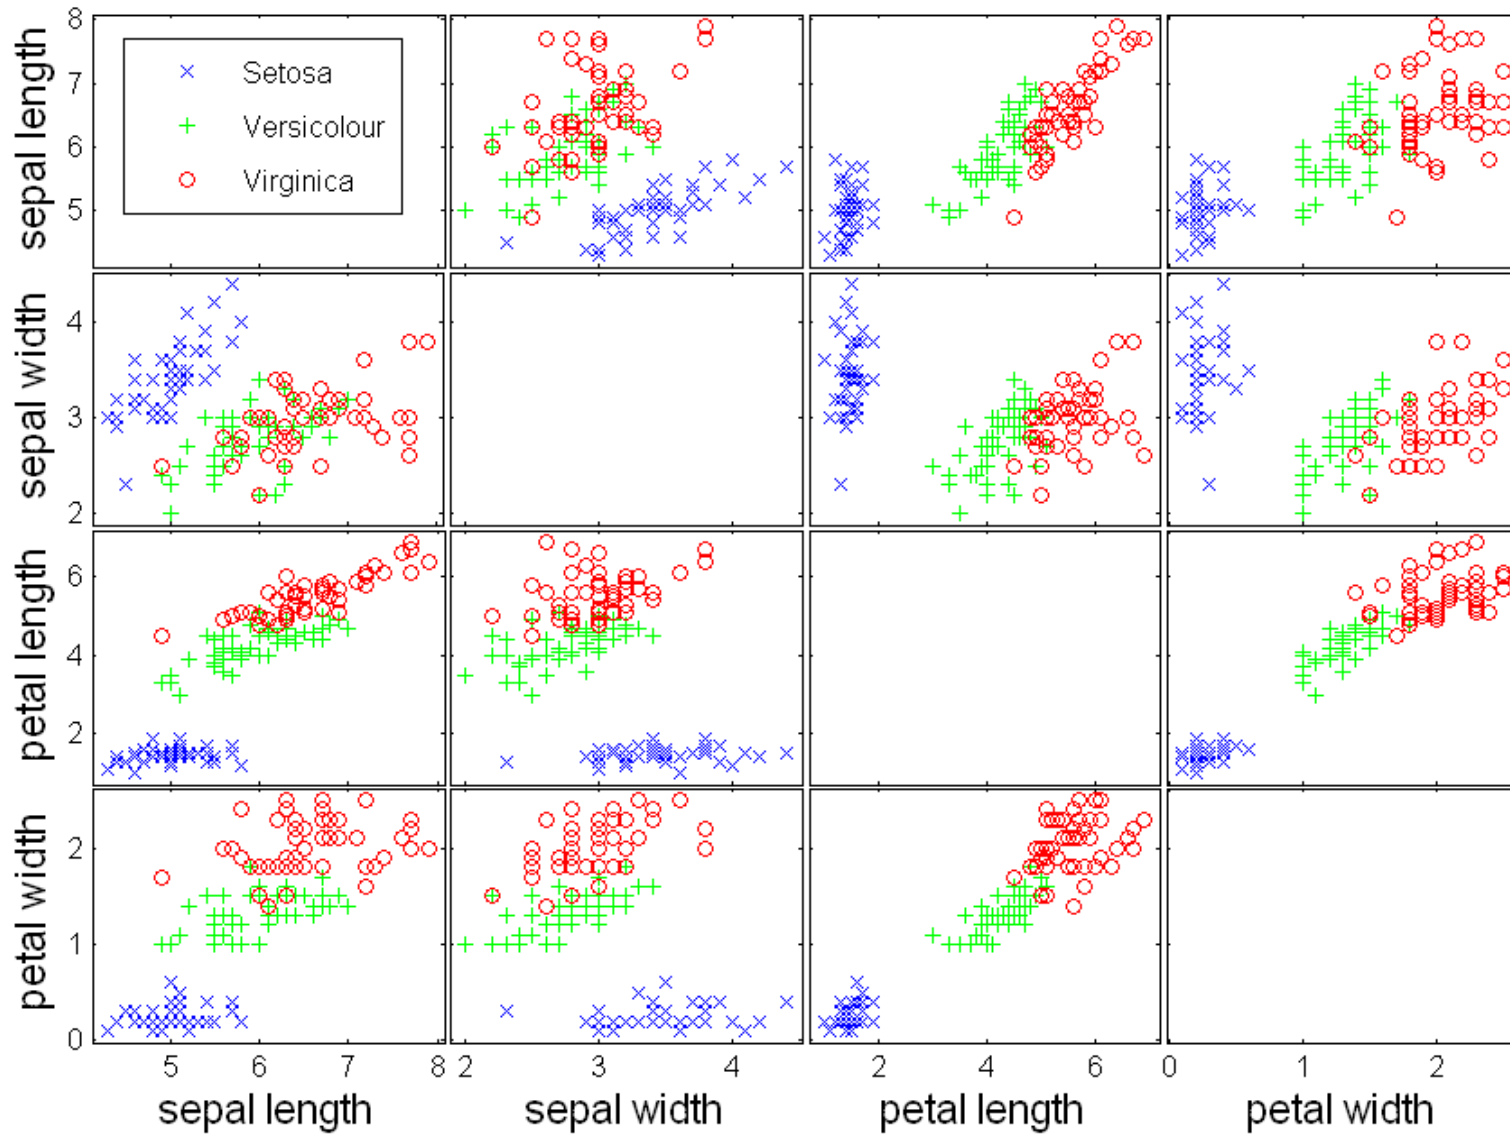 sepal length
8
7
6
5
Setosa
Versicolour
Virginica
sepal width
4
3
2
petal length
6
4
2
petal width
2
1
0
5 6 7 8 2 3 4 2 4 6 0 1 2
sepal length sepal width petal length petal width